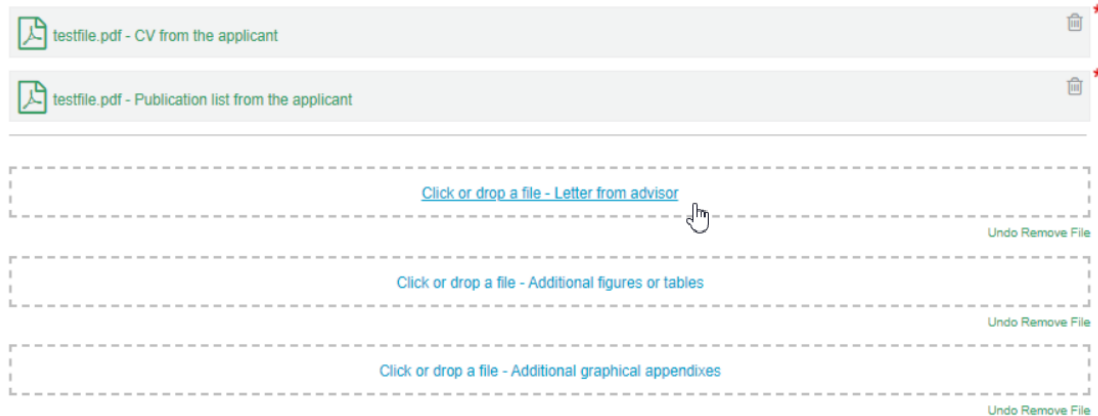 *
testfile.pdf - CV from the applicant
*
testfile.pdf - Publication list from the applicant
Click or drop a file - Letter from advisor
Undo Remove File
Click or drop a file - Additional figures or tables
Undo Remove File
Click or drop a file - Additional graphical appendixes
Undo Remove File